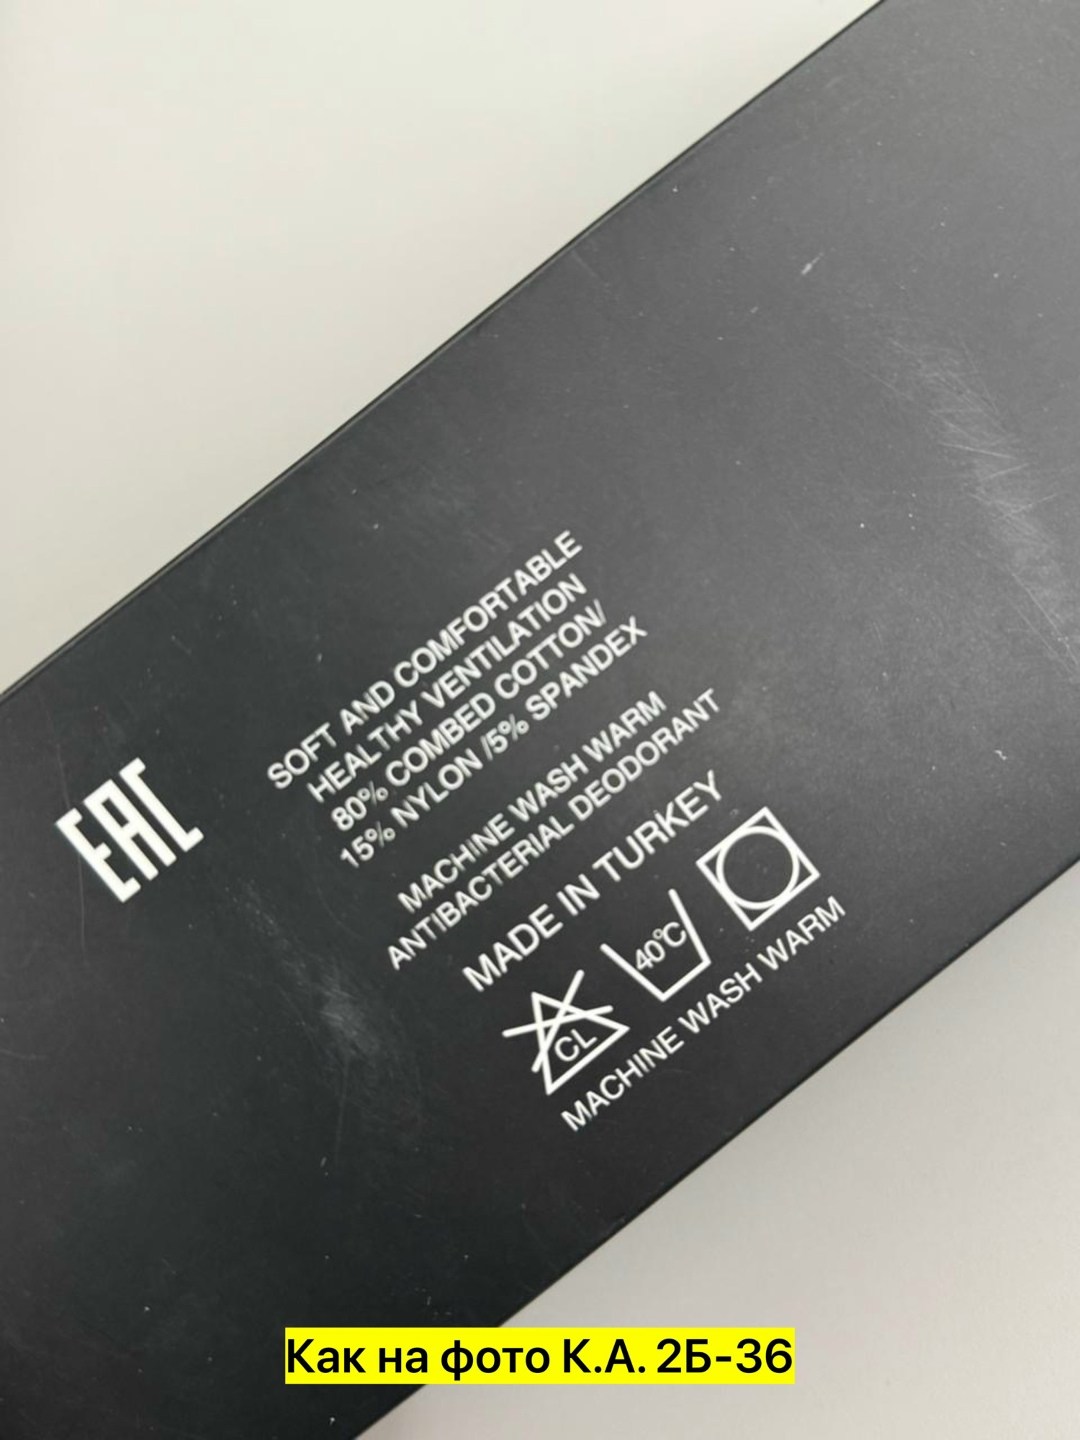 EAC
SOFT AND COMFORTABLE
HEALTHY VENTILATION
80% COMBED COTTON/
15% NYLON /5% SPANDEX
MACHINE WASH WARM
ANTIBACTERIAL DEODORANT
MADE IN TURKEY
CL
40°C
MACHINE WASH WARM
Как на фото К.А. 2Б-36